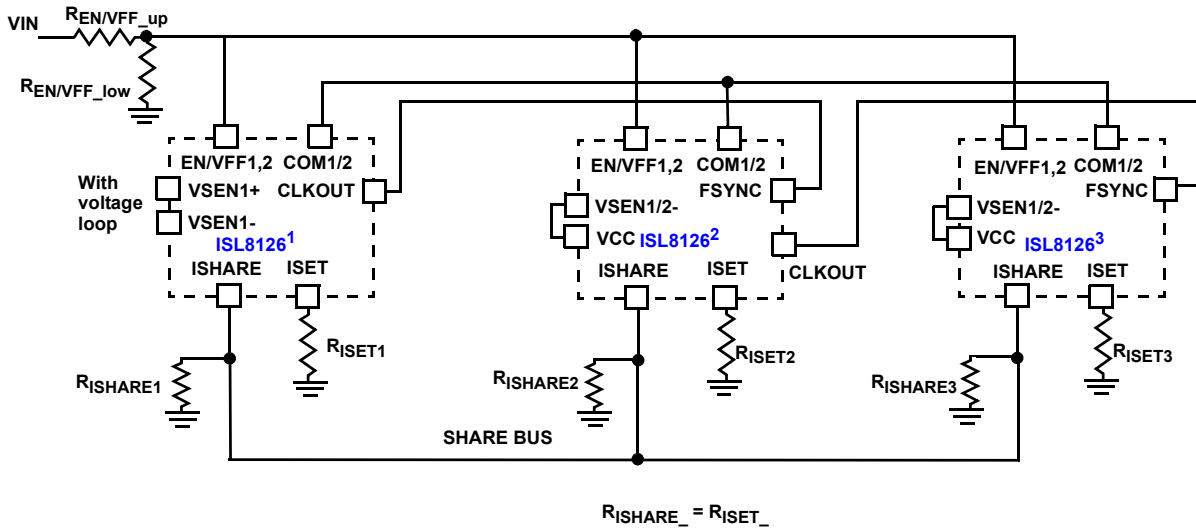 VIN
REN/VFF_up
REN/VFF_low
EN/VFF1,2
COM1/2
With
voltage
loop
VSEN1+
CLKOUT
VSEN1-
ISL8126¹
ISHARE
ISET
RISHARE1
RISET1
EN/VFF1,2
COM1/2
FSYNC
VSEN1/2-
VCC
ISL8126²
CLKOUT
ISHARE
ISET
RISHARE2
RISET2
EN/VFF1,2
COM1/2
FSYNC
VSEN1/2-
VCC
ISL8126³
ISHARE
ISET
RISHARE3
RISET3
SHARE BUS
RISHARE_ = RISET_